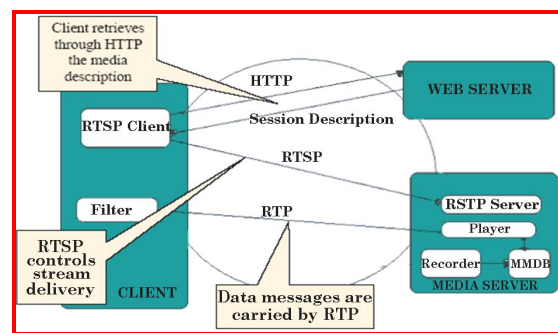 Client retrieves
through HTTP
the media
description
HTTP
WEB SERVER
RTSP Client
Session Description
RTSP
RSTP Server
Filter
RTP
Player
RTSP
controls
stream
delivery
Recorder
MMDB
CLIENT
Data messages are
carried by RTP
MEDIA SERVER